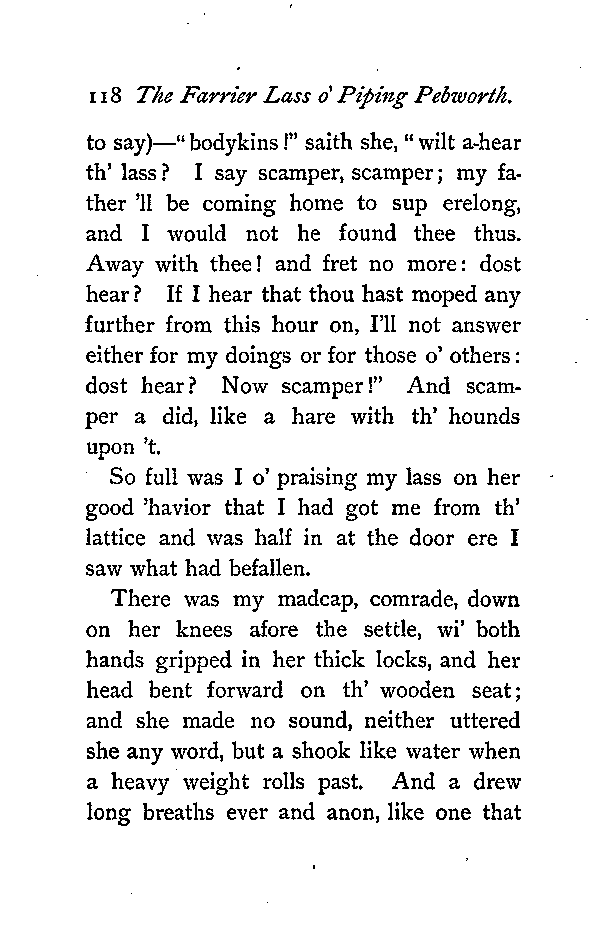 118 The Farrier Lass o' Piping Pebworth.
to say)—"bodykins!" saith she, "wilt a-hear
th' lass? I say scamper, scamper; my fa-
ther 'll be coming home to sup erelong,
and I would not he found thee thus.
Away with thee! and fret no more: dost
hear? If I hear that thou hast moped any
further from this hour on, I'll not answer
either for my doings or for those o' others:
dost hear? Now scamper!" And scam-
per a did, like a hare with th' hounds
upon 't.
So full was I o' praising my lass on her
good 'havior that I had got me from th'
lattice and was half in at the door ere I
saw what had befallen.
There was my madcap, comrade, down
on her knees afore the settle, wi' both
hands gripped in her thick locks, and her
head bent forward on th' wooden seat;
and she made no sound, neither uttered
she any word, but a shook like water when
a heavy weight rolls past. And a drew
long breaths ever and anon, like one that